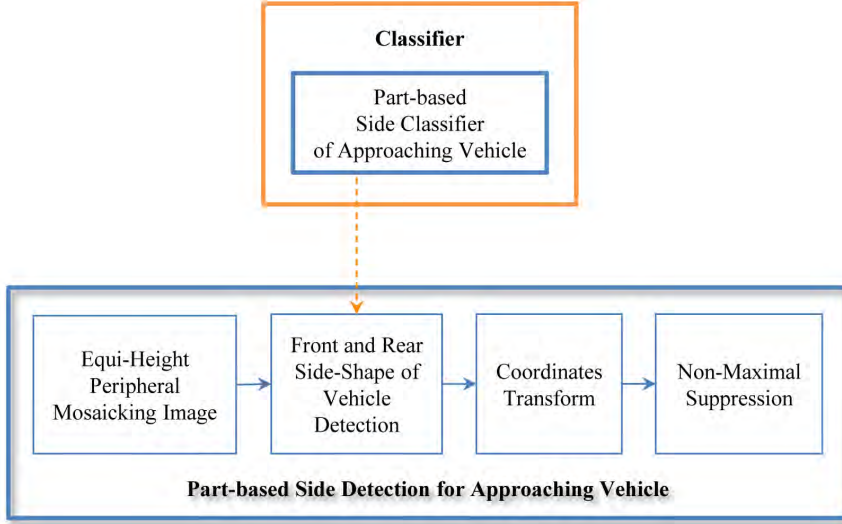 Classifier
Part-based
Side Classifier
of Approaching Vehicle
Equi-Height
Peripheral
Mosaicking Image
Front and Rear
Side-Shape of
Vehicle
Detection
Coordinates
Transform
Non-Maximal
Suppression
Part-based Side Detection for Approaching Vehicle